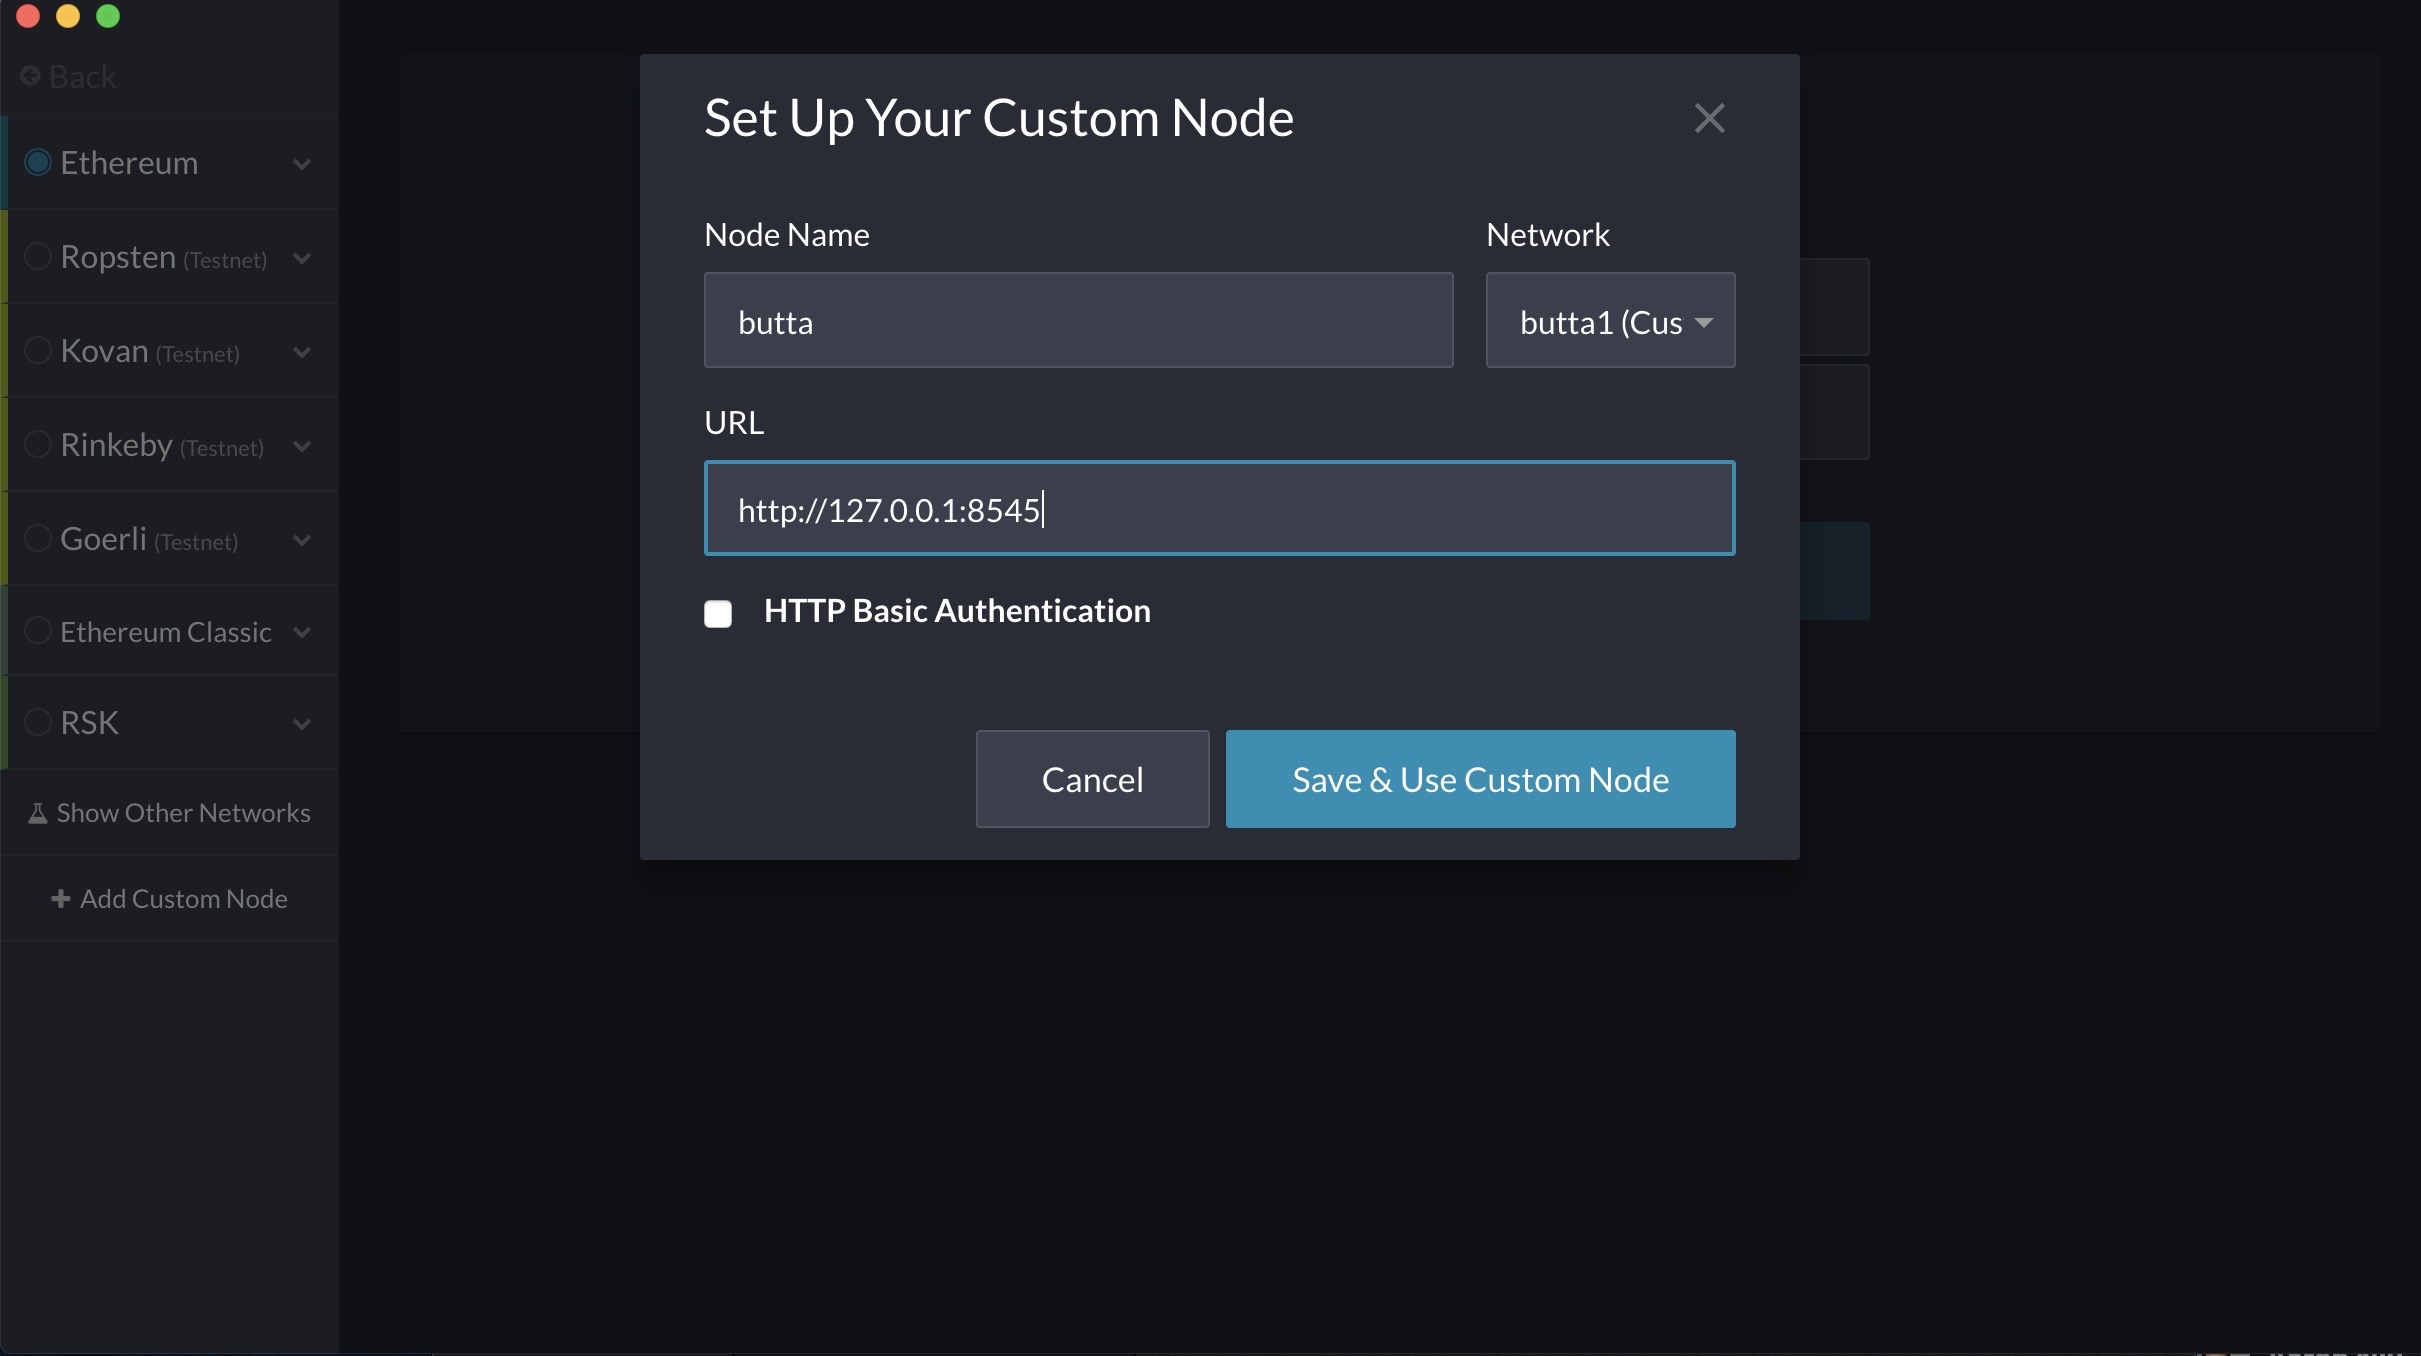 Back
Ethereum
Ropsten (Testnet)
Kovan (Testnet)
Rinkeby (Testnet)
Goerli (Testnet)
Ethereum Classic
RSK
Show Other Networks
Add Custom Node
Set Up Your Custom Node
Node Name
Network
butta
butta1 (Cus
URL
http://127.0.0.1:8545
HTTP Basic Authentication
Cancel
Save & Use Custom Node